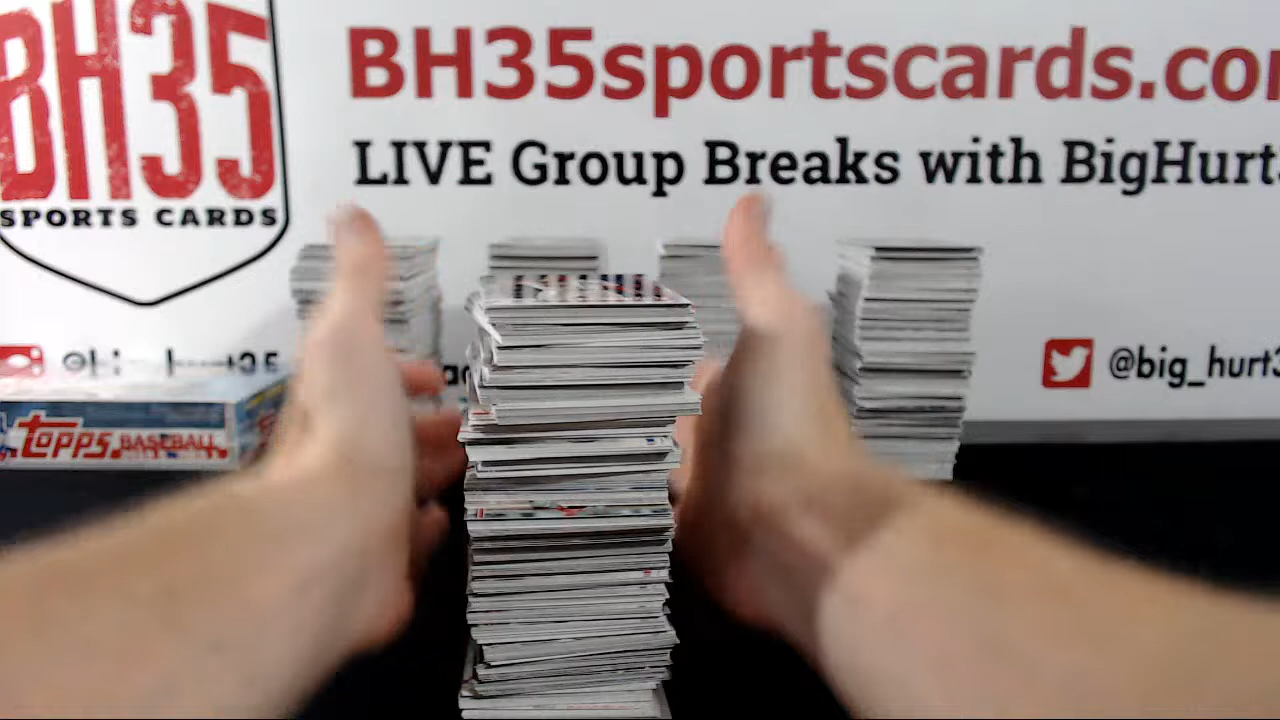 BH35
SPORTS CARDS
BH35sportscards.co
LIVE Group Breaks with BigHurt
@big_hurt3
Topps BASEBALL